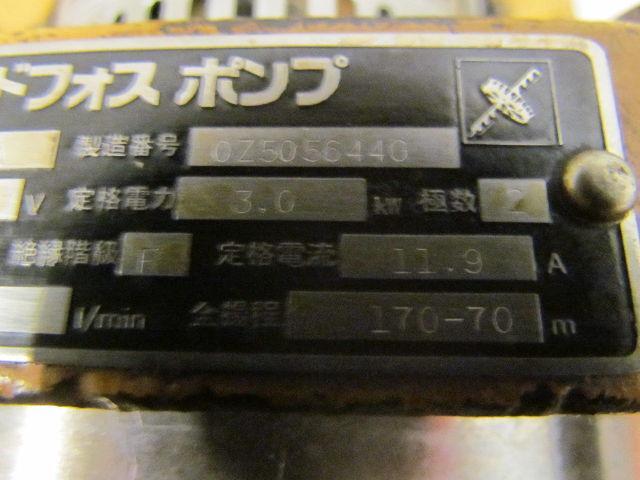 ドフォス ポンプ
製造番号 OZ5056440
V 定格電力 3.0 kW 極数 2
絶縁階級 F 定格電流 11.9 A
l/min 全揚程 170-70 m